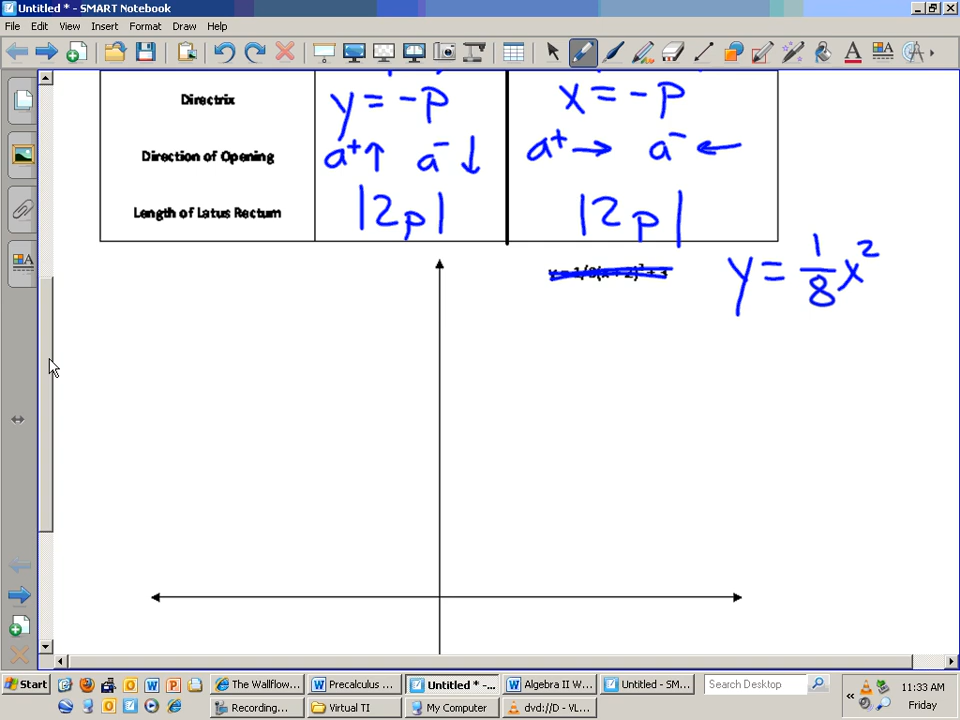 Untitled * - SMART Notebook
File Edit View Insert Format Draw Help
Directrix y = -p x = -p
Direction of Opening a+ ↑ a- ↓ a+ → a- ←
Length of Latus Rectum |2p| |2p|
y = 1/8 x²
Start The Wallflow... Precalculus ... Untitled * -... Algebra II W... Untitled - SM... Search Desktop 11:33 AM
Recording... Virtual TI My Computer dvd://D - VL... Friday